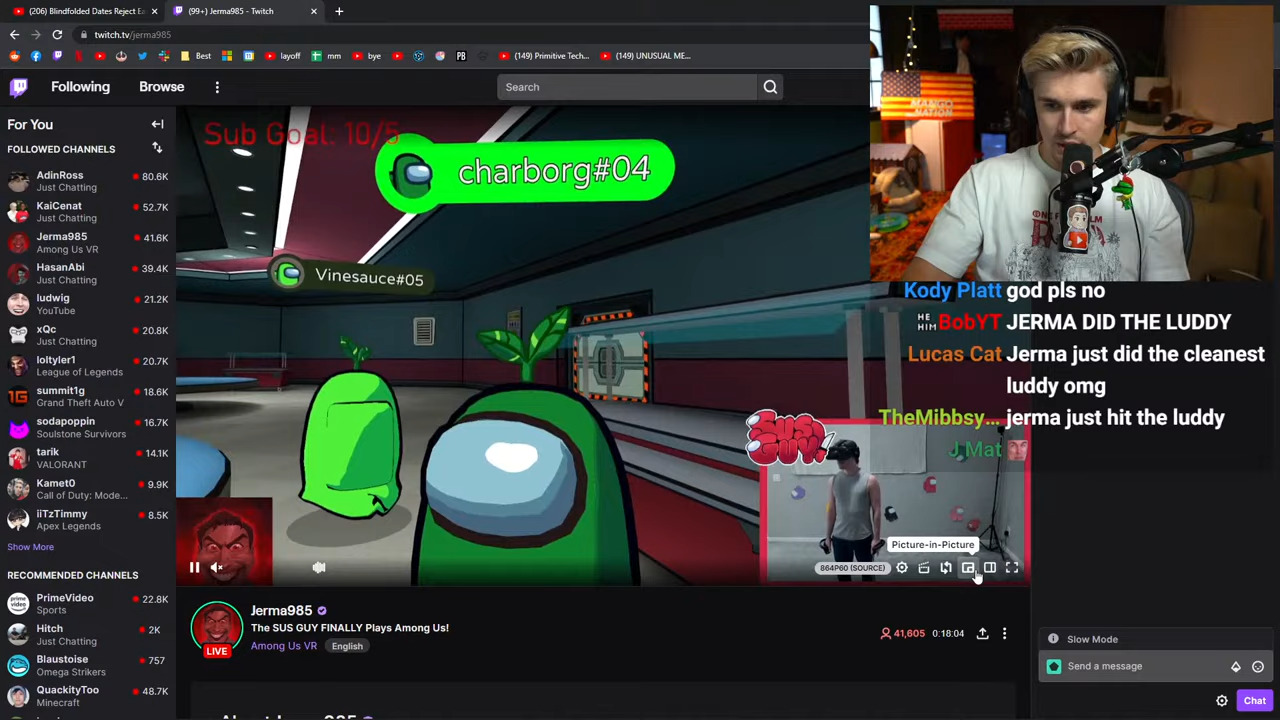 (206) Blindfolded Dates Reject Ea
(99+) Jerma985 - Twitch
twitch.tv/jerma985
Best
layoff
mm
bye
PB
(149) Primitive Tech...
(149) UNUSUAL ME...
Following
Browse
Search
For You
FOLLOWED CHANNELS
AdinRoss
80.6K
Just Chatting
KaiCenat
52.7K
Just Chatting
Jerma985
41.6K
Among Us VR
HasanAbi
39.4K
Just Chatting
ludwig
21.2K
YouTube
xQc
20.8K
Just Chatting
loltyler1
20.7K
League of Legends
summit1g
18.6K
Grand Theft Auto V
sodapoppin
16.7K
Soulstone Survivors
tarik
14.1K
VALORANT
Kamet0
9.9K
Call of Duty: Mode...
iiTzTimmy
8.5K
Apex Legends
Show More
RECOMMENDED CHANNELS
PrimeVideo
22.8K
Sports
Hitch
2K
Just Chatting
Blaustoise
757
Omega Strikers
QuackityToo
48.7K
Minecraft
Sub Goal: 10/5
charborg#04
Vinesauce#05
SUS GUY!
Picture-in-Picture
864P60 (SOURCE)
Jerma985
LIVE
The SUS GUY FINALLY Plays Among Us!
Among Us VR
English
41,605
0:18:04
MANGO
NATION
Kody Platt god pls no
HE HIM BobYT JERMA DID THE LUDDY
Lucas Cat Jerma just did the cleanest
luddy omg
TheMibbsy... jerma just hit the luddy
J Mat
Slow Mode
Send a message
Chat